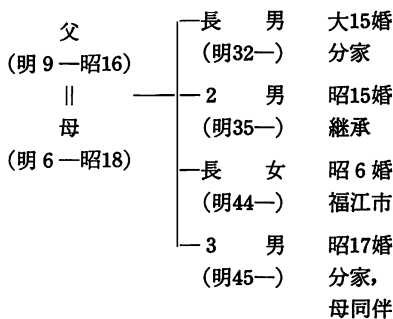 父
(明9―昭16)
||
母
(明6―昭18)
長　男　大15婚
(明32―)　分家
2　男　昭15婚
(明35―)　継承
長　女　昭6婚
(明44―)　福江市
3　男　昭17婚
(明45―)　分家，
母同伴